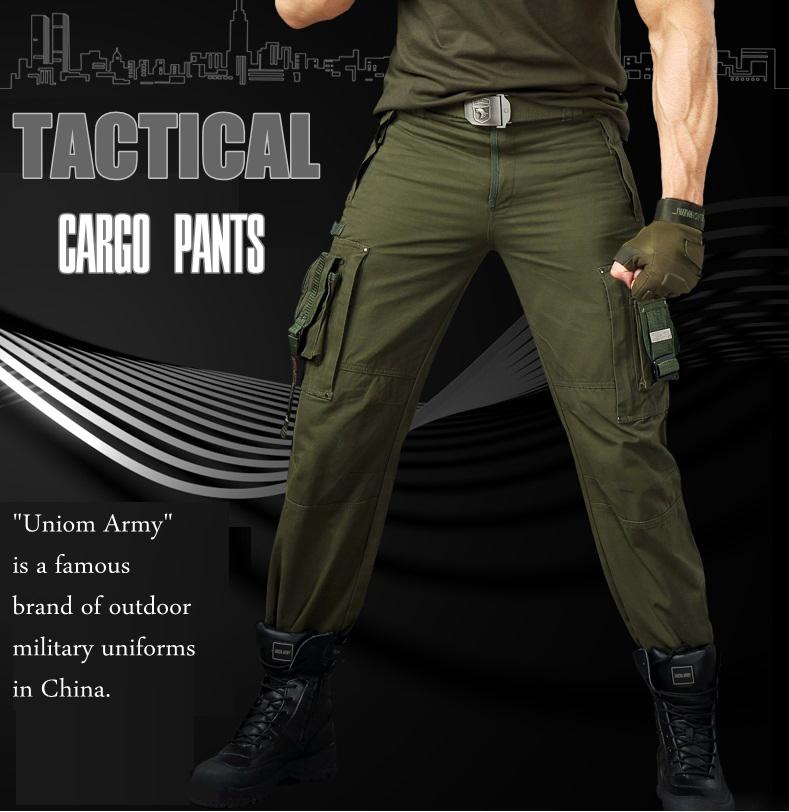 TACTICAL
CARGO PANTS
"Uniom Army"
is a famous
brand of outdoor
military uniforms
in China.